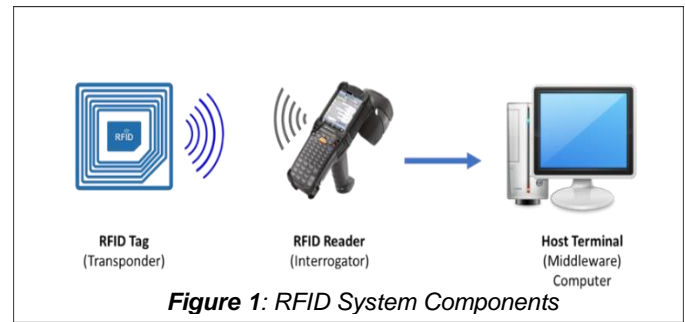 RFID
RFID Tag
(Transponder)
RFID Reader
(Interrogator)
Host Terminal
(Middleware)
Computer
Figure 1: RFID System Components